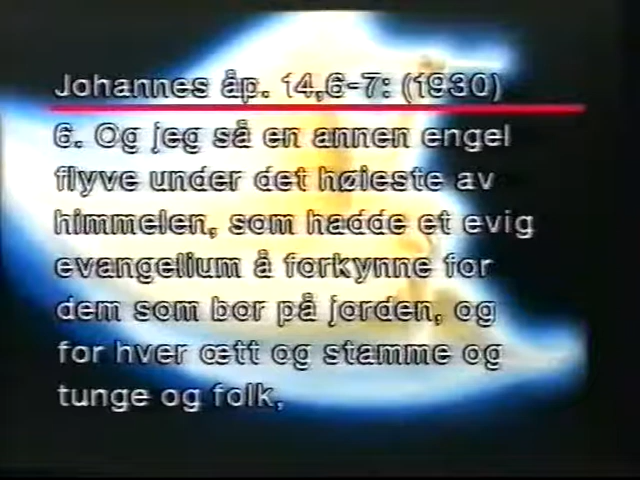 Johannes åp. 14,6-7: (1930)
6. Og jeg så en annen engel
flyve under det høieste av
himmelen, som hadde et evig
evangelium å forkynne for
dem som bor på jorden, og
for hver ætt og stamme og
tunge og folk,